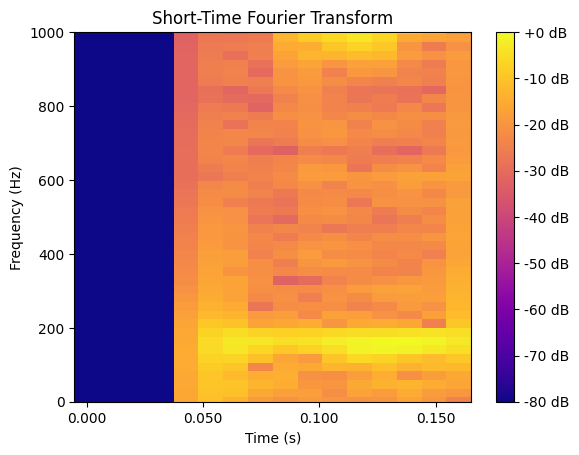 Short-Time Fourier Transform
1000
800
600
400
200
0
Frequency (Hz)
0.000
0.050
0.100
0.150
Time (s)
+0 dB
-10 dB
-20 dB
-30 dB
-40 dB
-50 dB
-60 dB
-70 dB
-80 dB